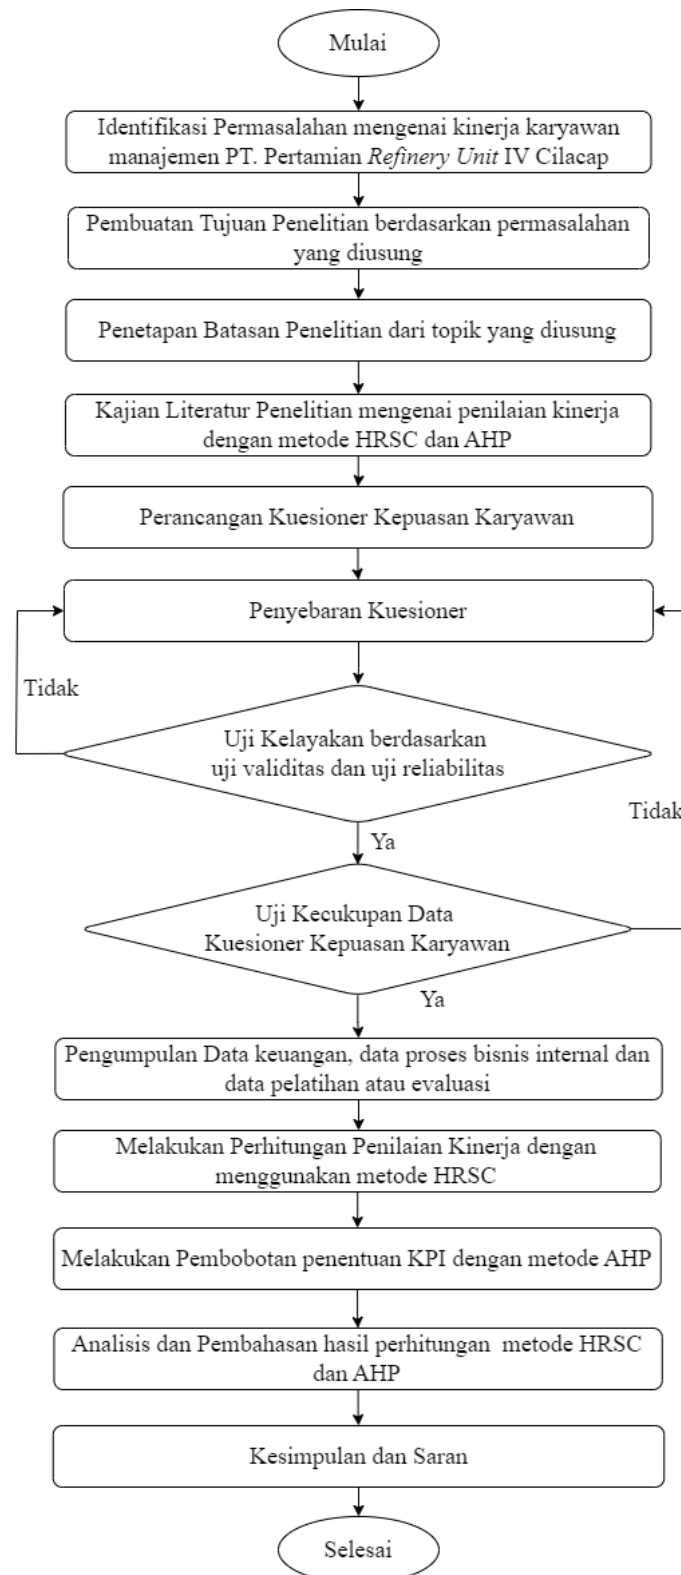 Mulai
Identifikasi Permasalahan mengenai kinerja karyawan
manajemen PT. Pertamian Refinery Unit IV Cilacap
Pembuatan Tujuan Penelitian berdasarkan permasalahan
yang diusung
Penetapan Batasan Penelitian dari topik yang diusung
Kajian Literatur Penelitian mengenai penilaian kinerja
dengan metode HRSC dan AHP
Perancangan Kuesioner Kepuasan Karyawan
Penyebaran Kuesioner
Tidak
Uji Kelayakan berdasarkan
uji validitas dan uji reliabilitas
Tidak
Ya
Uji Kecukupan Data
Kuesioner Kepuasan Karyawan
Ya
Pengumpulan Data keuangan, data proses bisnis internal dan
data pelatihan atau evaluasi
Melakukan Perhitungan Penilaian Kinerja dengan
menggunakan metode HRSC
Melakukan Pembobotan penentuan KPI dengan metode AHP
Analisis dan Pembahasan hasil perhitungan metode HRSC
dan AHP
Kesimpulan dan Saran
Selesai